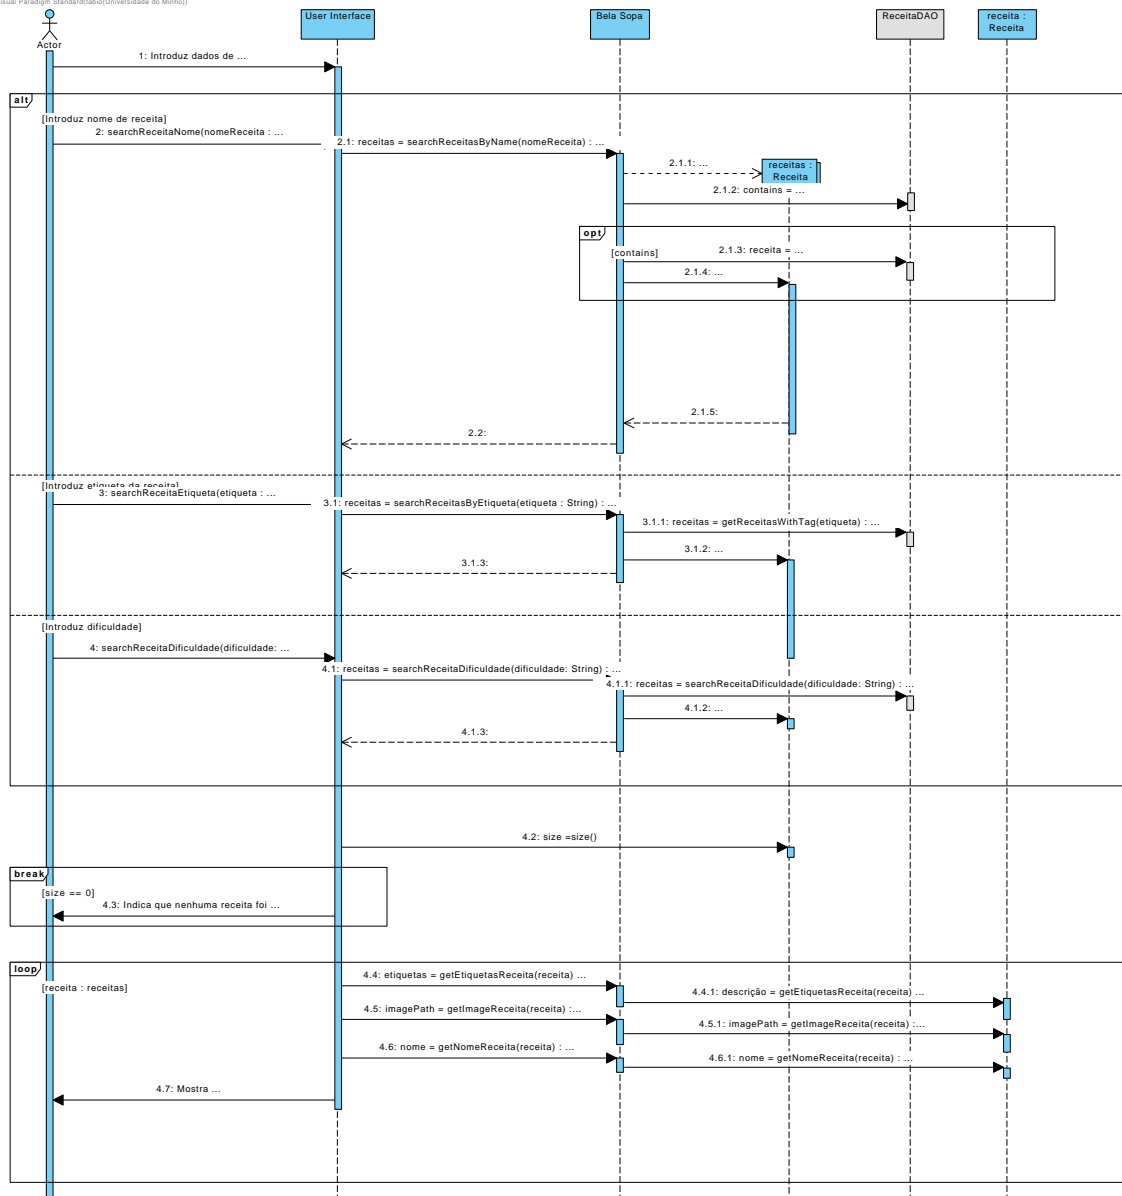 isual Paradigm Standard(fabio(Universidade do Minho))
Actor
User Interface
Bela Sopa
ReceitaDAO
receita :
Receita
1: Introduz dados de ...
alt
[Introduz nome de receita]
2: searchReceitaNome(nomeReceita : ...
2.1: receitas = searchReceitasByName(nomeReceita) : ...
2.1.1: ...
receitas :
Receita
2.1.2: contains = ...
opt
[contains]
2.1.3: receita = ...
2.1.4: ...
2.1.5:
2.2:
[Introduz etiqueta da receita]
3: searchReceitaEtiqueta(etiqueta : ...
3.1: receitas = searchReceitasByEtiqueta(etiqueta : String) : ...
3.1.1: receitas = getReceitasWithTag(etiqueta) : ...
3.1.2: ...
3.1.3:
[Introduz dificuldade]
4: searchReceitaDificuldade(dificuldade: ...
4.1: receitas = searchReceitaDificuldade(dificuldade: String) : ...
4.1.1: receitas = searchReceitaDificuldade(dificuldade: String) : ...
4.1.2: ...
4.1.3:
4.2: size =size()
break
[size == 0]
4.3: Indica que nenhuma receita foi ...
loop
[receita : receitas]
4.4: etiquetas = getEtiquetasReceita(receita) ...
4.4.1: descrição = getEtiquetasReceita(receita) ...
4.5: imagePath = getImageReceita(receita) :...
4.5.1: imagePath = getImageReceita(receita) :...
4.6: nome = getNomeReceita(receita) : ...
4.6.1: nome = getNomeReceita(receita) : ...
4.7: Mostra ...